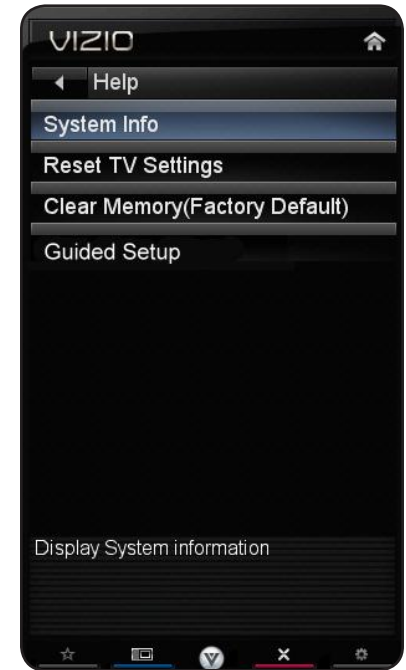 VIZIO
Help
System Info
Reset TV Settings
Clear Memory(Factory Default)
Guided Setup
Display System information
V